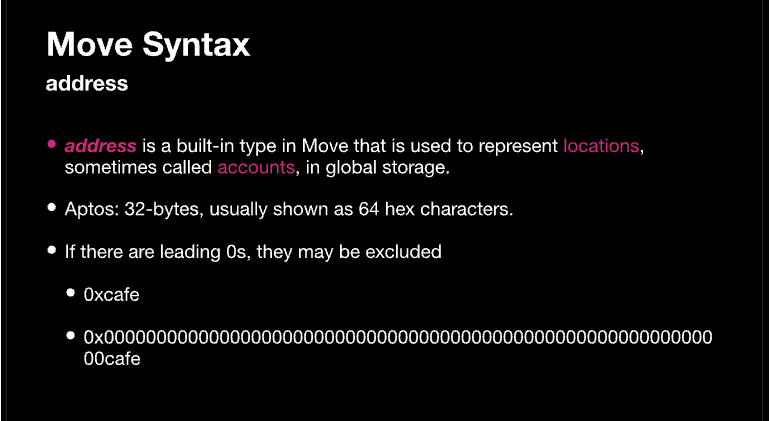 Move Syntax
address
• address is a built-in type in Move that is used to represent locations,
sometimes called accounts, in global storage.
• Aptos: 32-bytes, usually shown as 64 hex characters.
• If there are leading 0s, they may be excluded
• 0xcafe
• 0x0000000000000000000000000000000000000000000000000000000000
00cafe